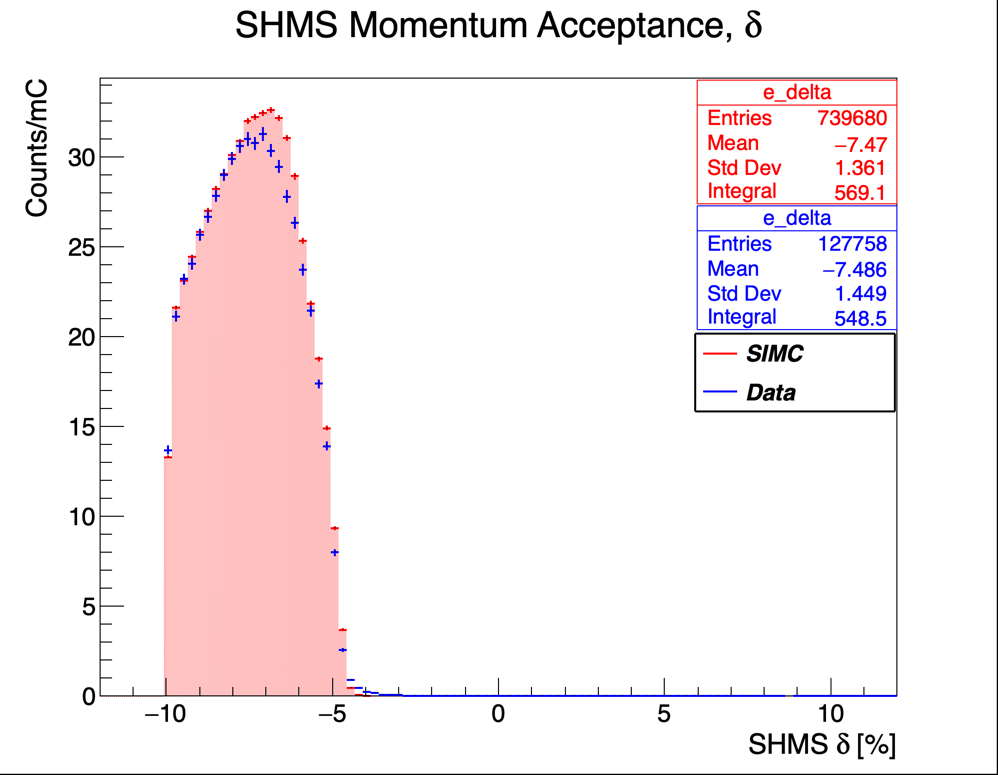 SHMS Momentum Acceptance, δ
Counts/mC
30
25
20
15
10
5
0
−10
−5
0
5
10
SHMS δ [%]
e_delta
Entries 739680
Mean −7.47
Std Dev 1.361
Integral 569.1
e_delta
Entries 127758
Mean −7.486
Std Dev 1.449
Integral 548.5
SIMC
Data